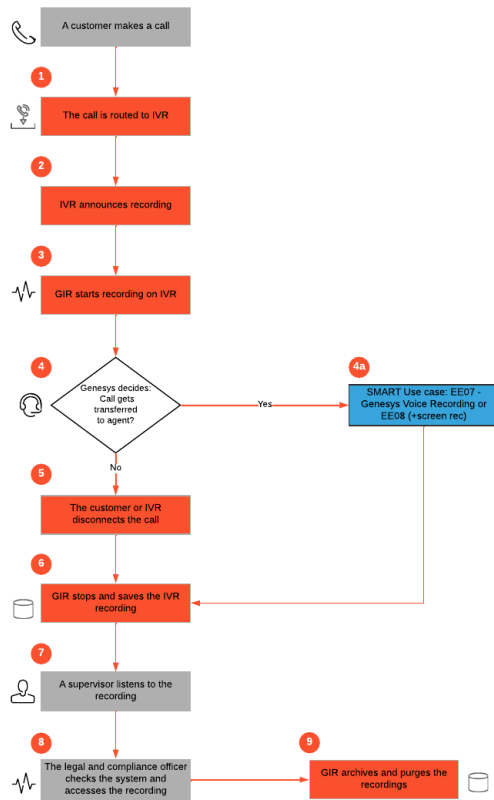 A customer makes a call
1
The call is routed to IVR
2
IVR announces recording
3
GIR starts recording on IVR
4
Genesys decides:
Call gets
transferred
to agent?
Yes
4a
SMART Use case: EE07 -
Genesys Voice Recording or
EE08 (+screen rec)
No
5
The customer or IVR
disconnects the call
6
GIR stops and saves the IVR
recording
7
A supervisor listens to the
recording
8
The legal and compliance officer
checks the system and
accesses the recording
9
GIR archives and purges the
recordings